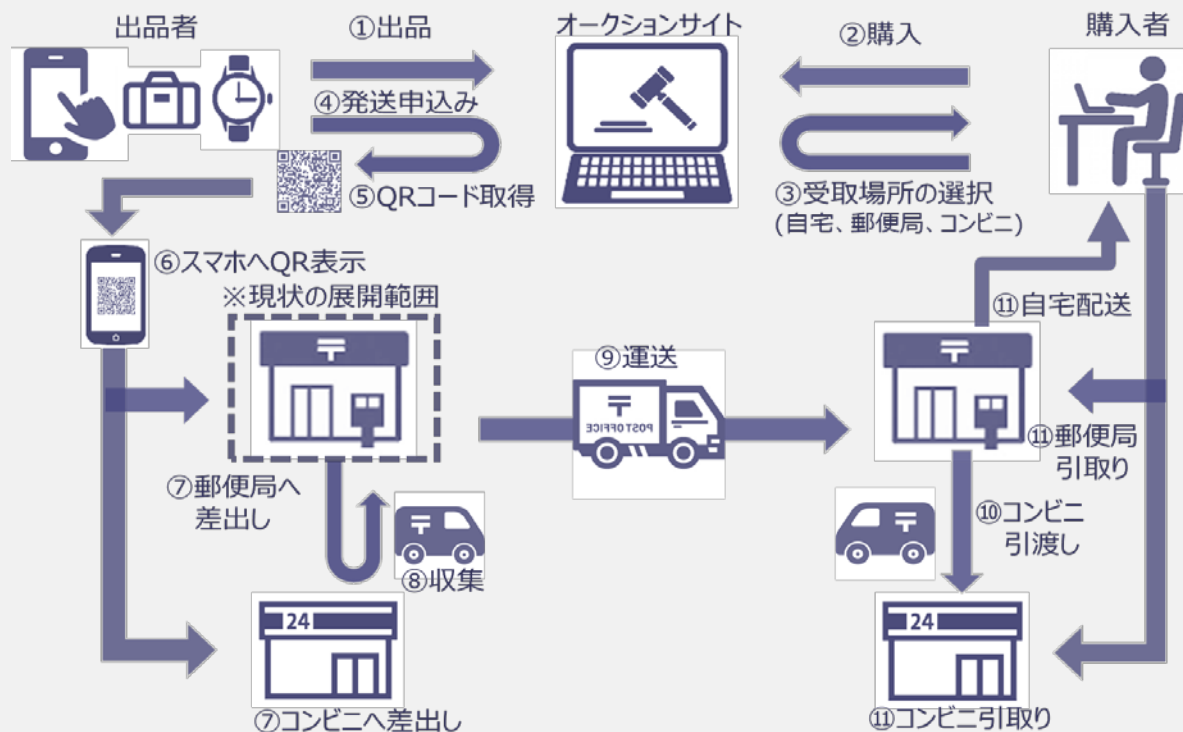 出品者
①出品
オークションサイト
②購入
購入者
④発送申込み
⑤QRコード取得
③受取場所の選択
(自宅、郵便局、コンビニ)
⑥スマホへQR表示
※現状の展開範囲
〒
⑨運送
〒
POST OFFICE
〒
⑪自宅配送
⑪郵便局
引取り
⑦郵便局へ
差出し
〒
⑧収集
〒
⑩コンビニ
引渡し
24
⑦コンビニへ差出し
24
⑪コンビニ引取り